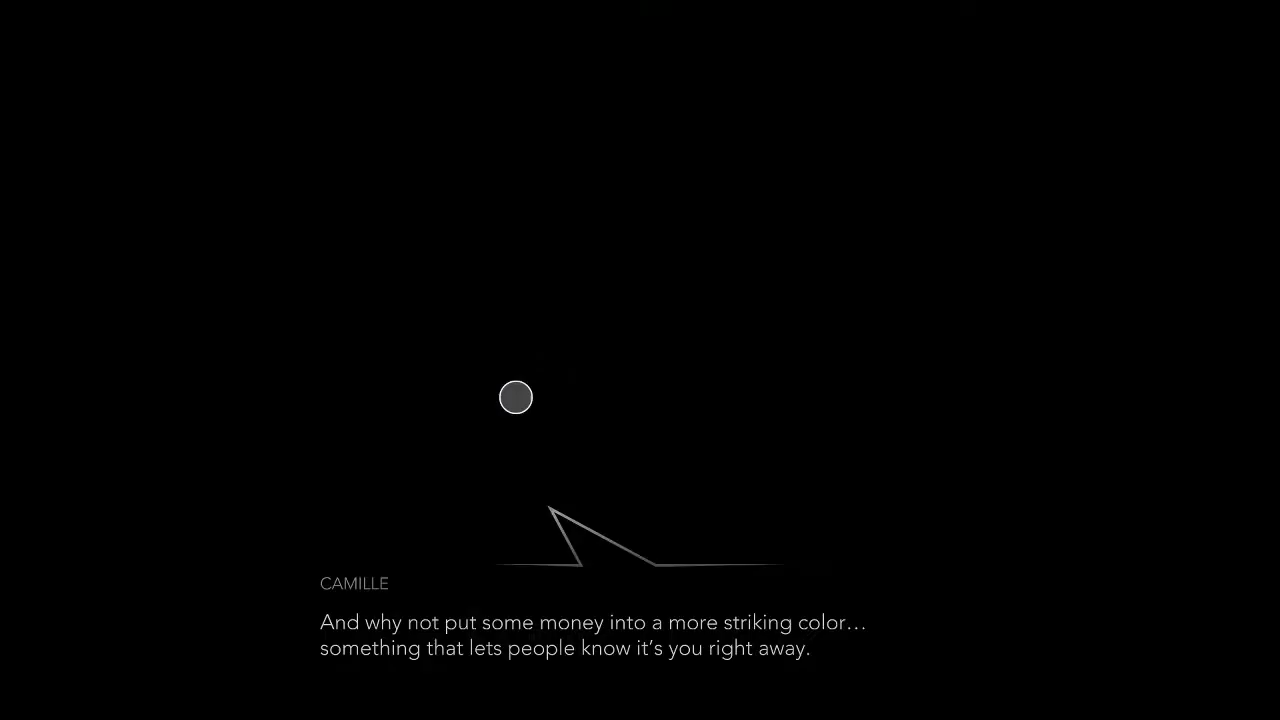 CAMILLE
And why not put some money into a more striking color…
something that lets people know it’s you right away.